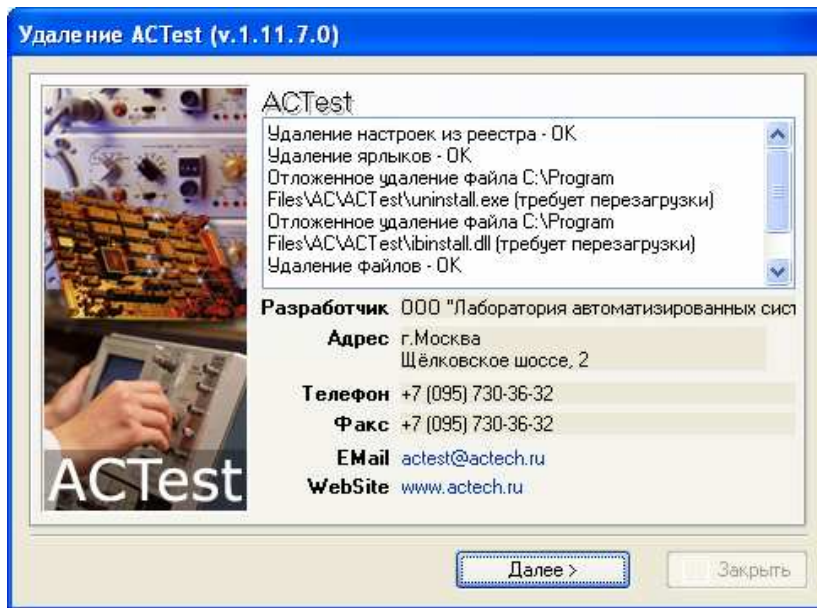 Удаление ACTest (v.1.11.7.0)
ACTest
Удаление настроек из реестра - OK
Удаление ярлыков - OK
Отложенное удаление файла C:\Program
Files\AC\ACTest\uninstall.exe (требует перезагрузки)
Отложенное удаление файла C:\Program
Files\AC\ACTest\ibinstall.dll (требует перезагрузки)
Удаление файлов - OK
Разработчик ООО "Лаборатория автоматизированных сист
Адрес г.Москва
Щёлковское шоссе, 2
Телефон +7 (095) 730-36-32
Факс +7 (095) 730-36-32
EMail actest@actech.ru
WebSite www.actech.ru
ACTest
Далее >
Закрыть